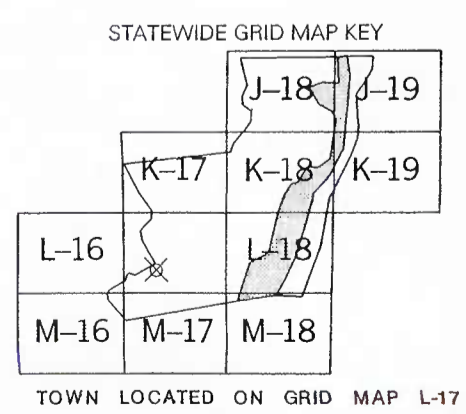 STATEWIDE GRID MAP KEY
J-18 J-19
K-17 K-18 K-19
L-16 L-18
M-16 M-17 M-18
TOWN LOCATED ON GRID MAP L-17